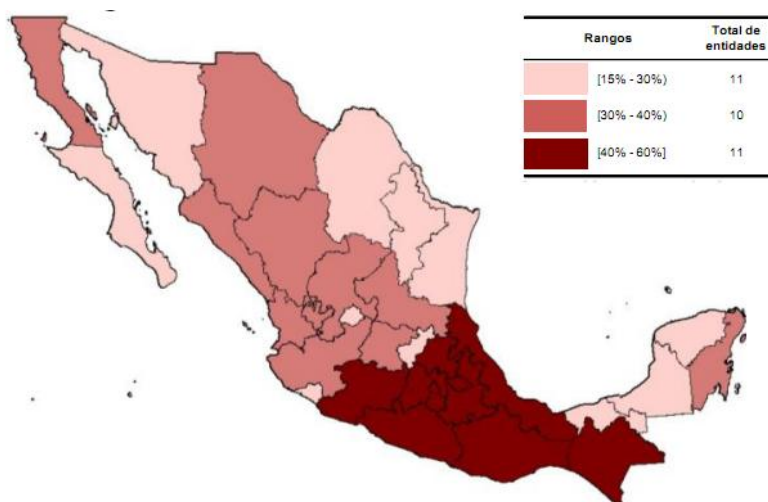 Rangos Total de entidades
[15% - 30%) 11
[30% - 40%) 10
[40% - 60%] 11